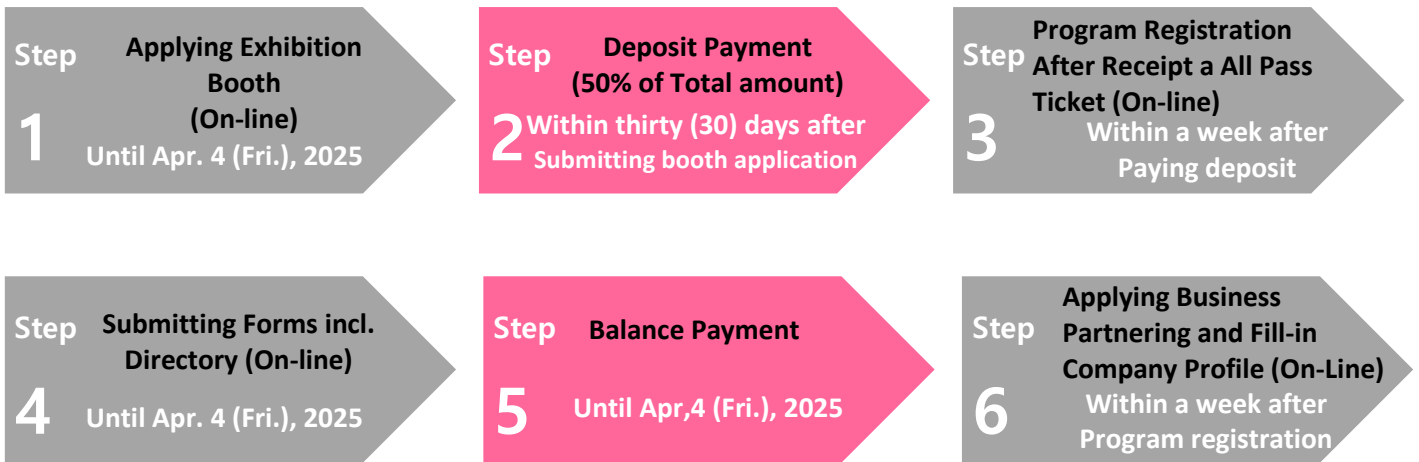 Step
1
Applying Exhibition
Booth
(On-line)
Until Apr. 4 (Fri.), 2025
Step
2
Deposit Payment
(50% of Total amount)
Within thirty (30) days after
Submitting booth application
Step
3
Program Registration
After Receipt a All Pass
Ticket (On-line)
Within a week after
Paying deposit
Step
4
Submitting Forms incl.
Directory (On-line)
Until Apr. 4 (Fri.), 2025
Step
5
Balance Payment
Until Apr,4 (Fri.), 2025
Step
6
Applying Business
Partnering and Fill-in
Company Profile (On-Line)
Within a week after
Program registration